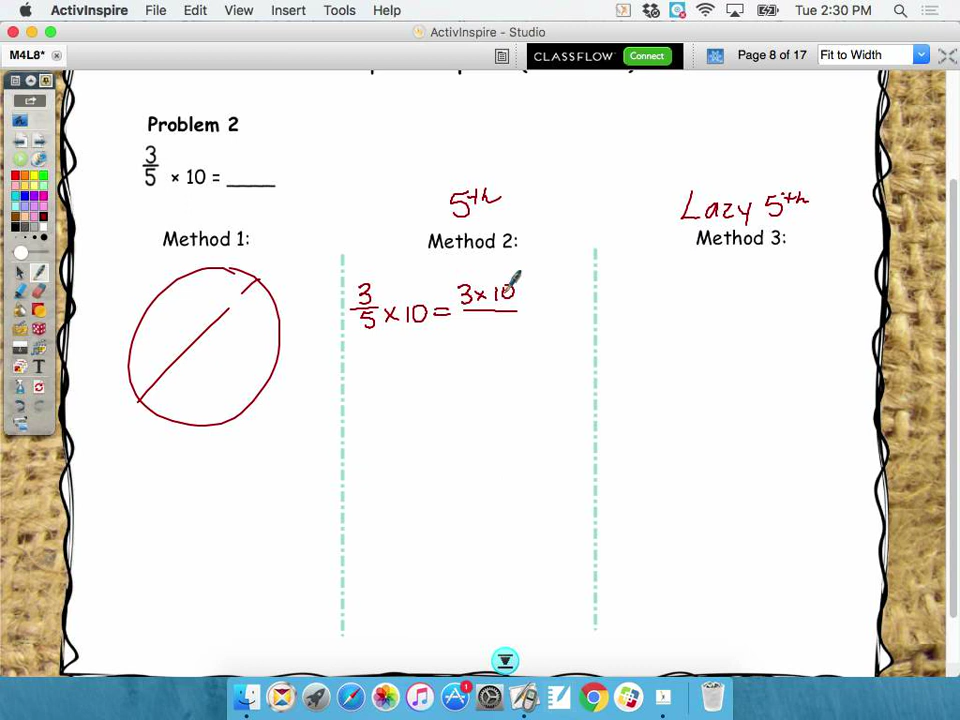 ActivInspire File Edit View Insert Tools Help Tue 2:30 PM
ActivInspire - Studio
M4L8* CLASSFLOW Connect Page 8 of 17 Fit to Width
Problem 2
3/5 × 10 = ____
5th Lazy 5th
Method 1: Method 2: Method 3:
3/5 × 10 = 3×10
T
1